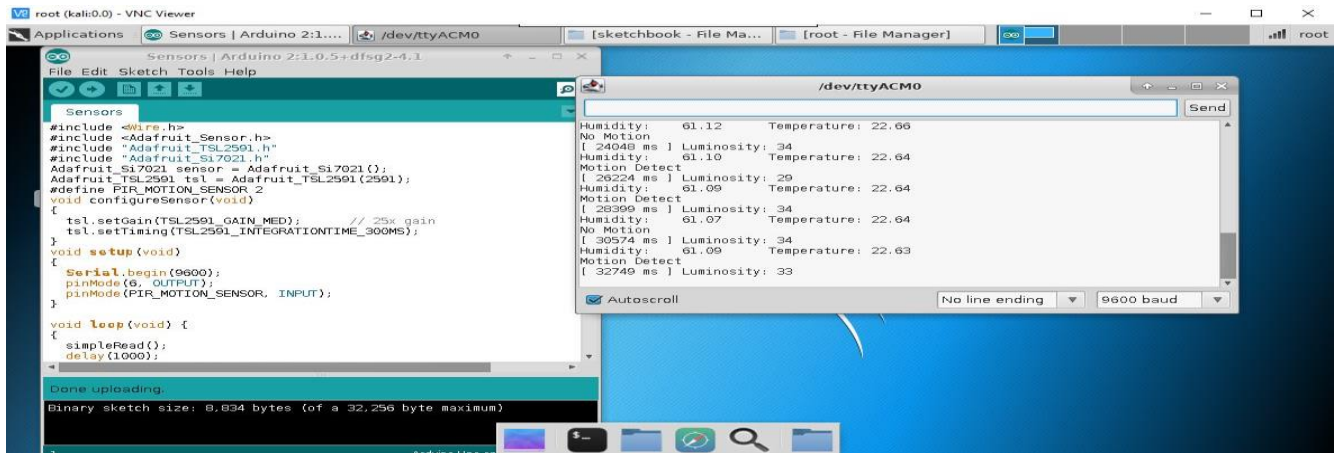 root (kali:0.0) - VNC Viewer
Applications
Sensors | Arduino 2:1....
/dev/ttyACM0
[sketchbook - File Ma...
[root - File Manager]
root
Sensors | Arduino 2:1.0.5+dfsg2-4.1
File Edit Sketch Tools Help
Sensors
#include <Wire.h>
#include <Adafruit_Sensor.h>
#include "Adafruit_TSL2591.h"
#include "Adafruit_Si7021.h"
Adafruit_Si7021 sensor = Adafruit_Si7021();
Adafruit_TSL2591 tsl = Adafruit_TSL2591(2591);
#define PIR_MOTION_SENSOR 2
void configureSensor(void)
{
tsl.setGain(TSL2591_GAIN_MED); // 25x gain
tsl.setTiming(TSL2591_INTEGRATIONTIME_300MS);
}
void setup(void)
{
Serial.begin(9600);
pinMode(6, OUTPUT);
pinMode(PIR_MOTION_SENSOR, INPUT);
}
void loop(void) {
{
simpleRead();
delay(1000);
Done uploading.
Binary sketch size: 8,834 bytes (of a 32,256 byte maximum)
/dev/ttyACM0
Send
Humidity: 61.12 Temperature: 22.66
No Motion
[ 24048 ms ] Luminosity: 34
Humidity: 61.10 Temperature: 22.64
Motion Detect
[ 26224 ms ] Luminosity: 29
Humidity: 61.09 Temperature: 22.64
Motion Detect
[ 28399 ms ] Luminosity: 34
Humidity: 61.07 Temperature: 22.64
No Motion
[ 30574 ms ] Luminosity: 34
Humidity: 61.09 Temperature: 22.63
Motion Detect
[ 32749 ms ] Luminosity: 33
Autoscroll
No line ending
9600 baud